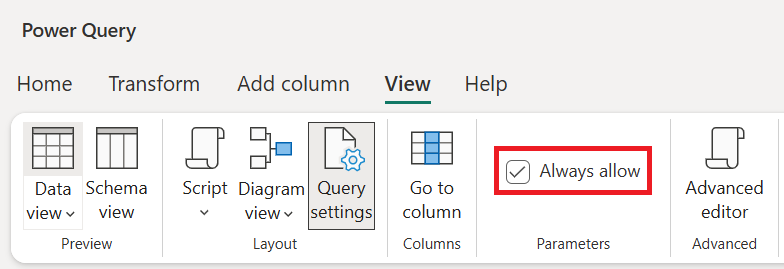 Power Query
Home Transform Add column View Help
Data view
Schema view
Script
Diagram view
Query settings
Go to column
Always allow
Advanced editor
Preview Layout Columns Parameters Advanced